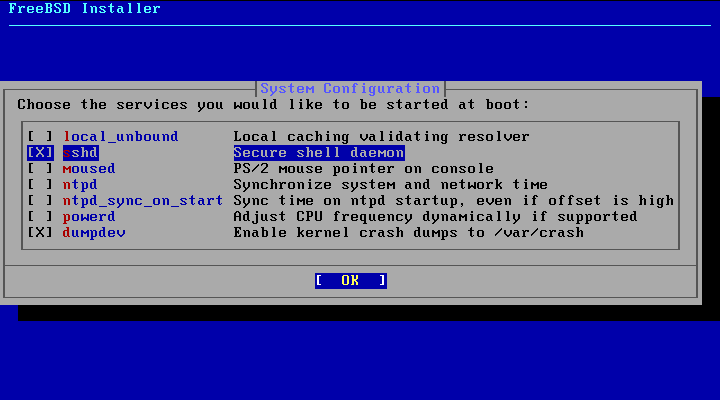 FreeBSD Installer
System Configuration
Choose the services you would like to be started at boot:
[ ] local_unbound Local caching validating resolver
[X] sshd Secure shell daemon
[ ] moused PS/2 mouse pointer on console
[ ] ntpd Synchronize system and network time
[ ] ntpd_sync_on_start Sync time on ntpd startup, even if offset is high
[ ] powerd Adjust CPU frequency dynamically if supported
[X] dumpdev Enable kernel crash dumps to /var/crash
[ OK ]